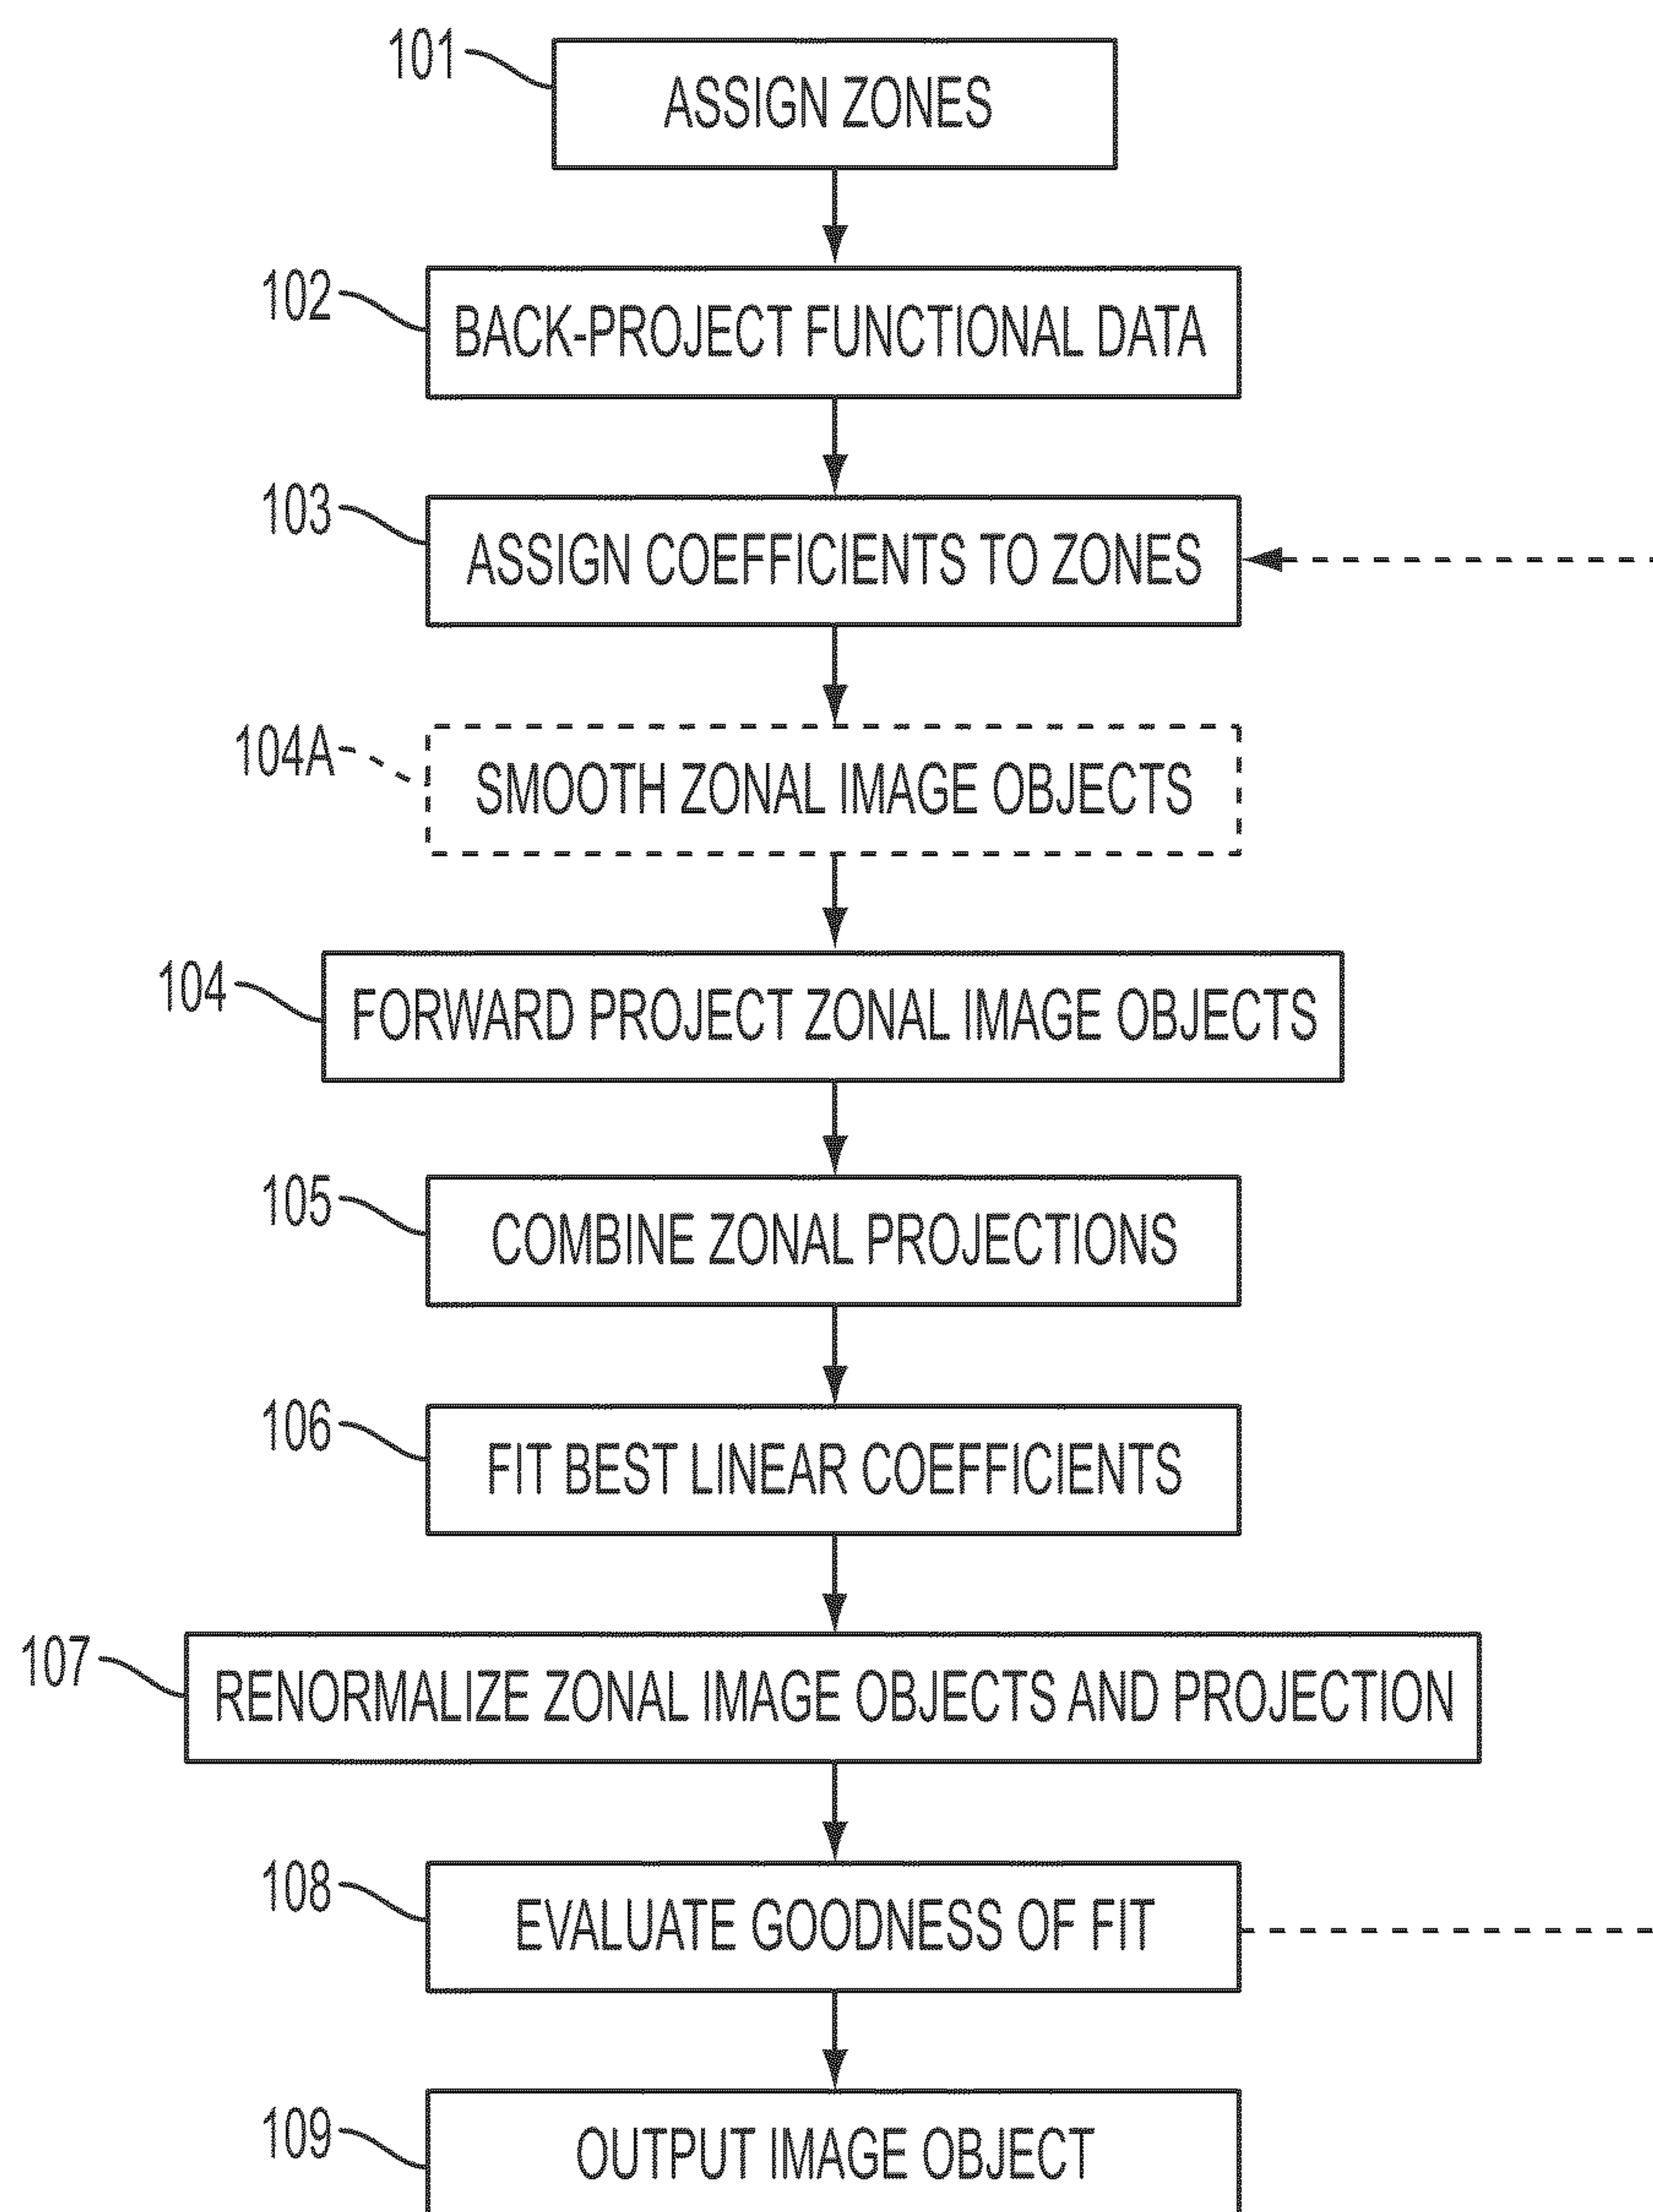 101
ASSIGN ZONES
102
BACK-PROJECT FUNCTIONAL DATA
103
ASSIGN COEFFICIENTS TO ZONES
104A
SMOOTH ZONAL IMAGE OBJECTS
104
FORWARD PROJECT ZONAL IMAGE OBJECTS
105
COMBINE ZONAL PROJECTIONS
106
FIT BEST LINEAR COEFFICIENTS
107
RENORMALIZE ZONAL IMAGE OBJECTS AND PROJECTION
108
EVALUATE GOODNESS OF FIT
109
OUTPUT IMAGE OBJECT